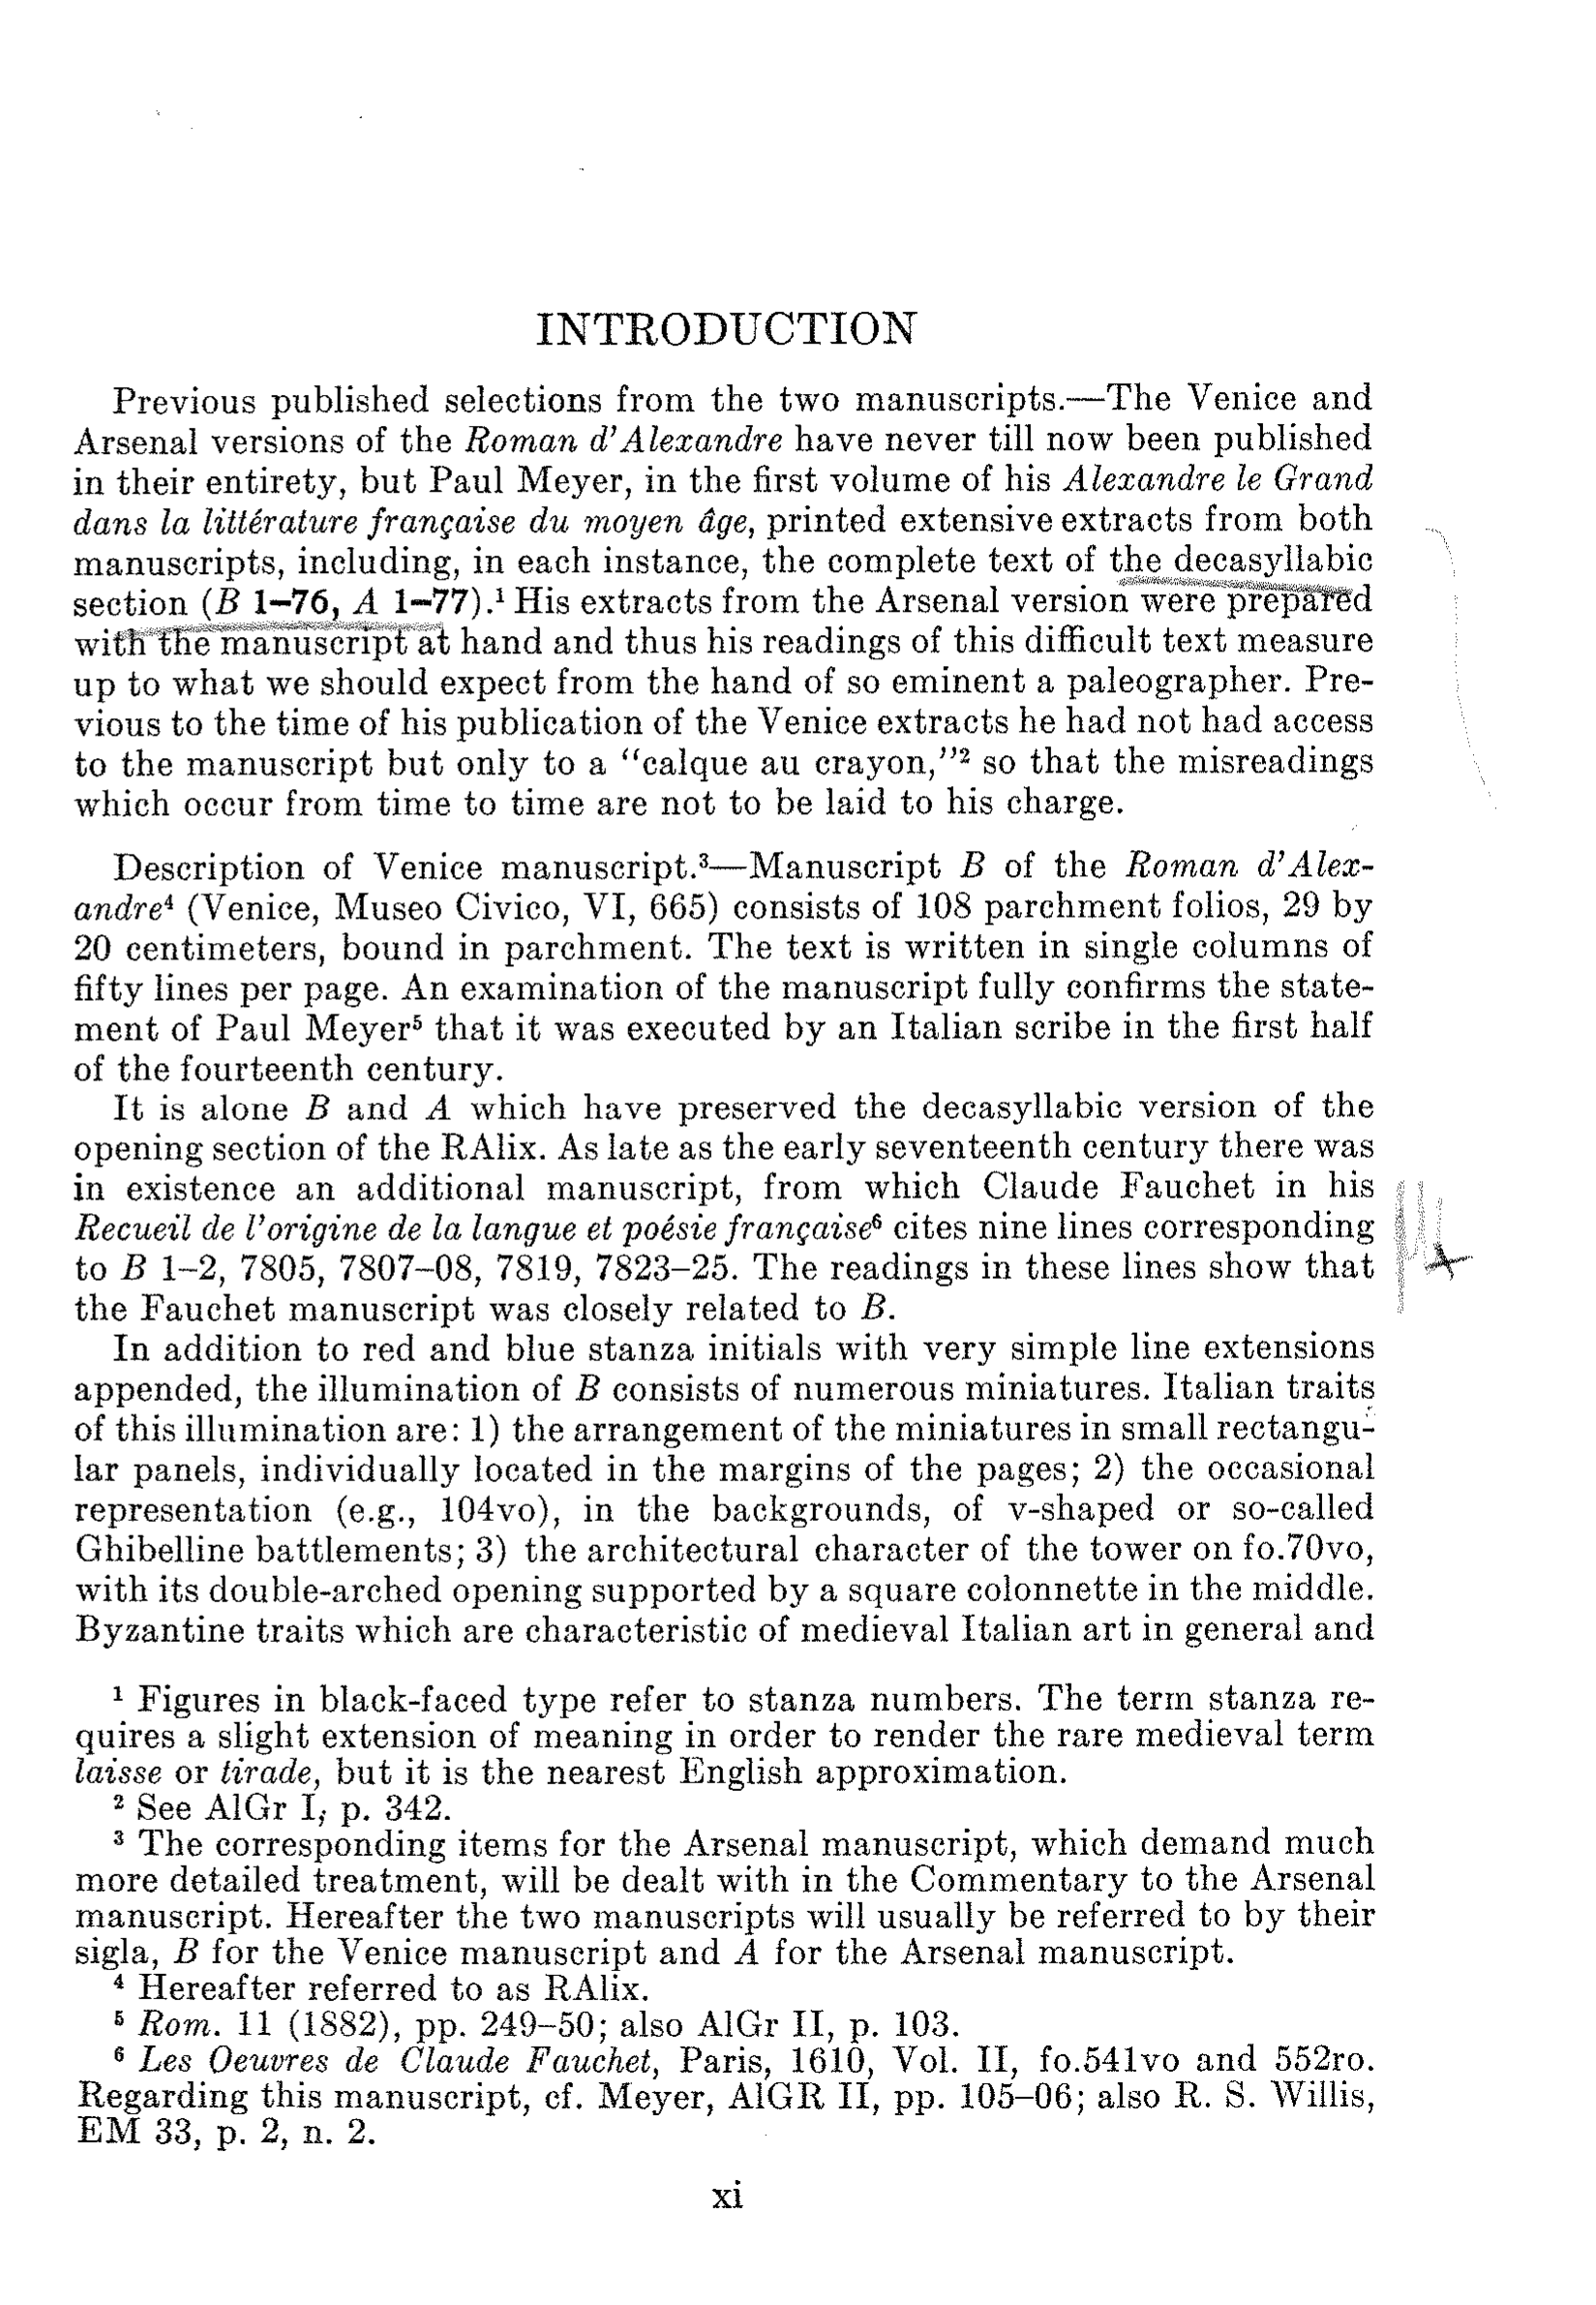 INTRODUCTION
Previous published selections from the two manuscripts.—The Venice and
Arsenal versions of the Roman d'Alexandre have never till now been published
in their entirety, but Paul Meyer, in the first volume of his Alexandre le Grand
dans la littérature française du moyen âge, printed extensive extracts from both
manuscripts, including, in each instance, the complete text of the decasyllabic
section (B 1–76, A 1–77).¹ His extracts from the Arsenal version were prepared
with the manuscript at hand and thus his readings of this difficult text measure
up to what we should expect from the hand of so eminent a paleographer. Pre-
vious to the time of his publication of the Venice extracts he had not had access
to the manuscript but only to a “calque au crayon,”² so that the misreadings
which occur from time to time are not to be laid to his charge.
Description of Venice manuscript.³—Manuscript B of the Roman d'Alex-
andre⁴ (Venice, Museo Civico, VI, 665) consists of 108 parchment folios, 29 by
20 centimeters, bound in parchment. The text is written in single columns of
fifty lines per page. An examination of the manuscript fully confirms the state-
ment of Paul Meyer⁵ that it was executed by an Italian scribe in the first half
of the fourteenth century.
It is alone B and A which have preserved the decasyllabic version of the
opening section of the RAlix. As late as the early seventeenth century there was
in existence an additional manuscript, from which Claude Fauchet in his
Recueil de l'origine de la langue et poésie française⁶ cites nine lines corresponding
to B 1–2, 7805, 7807–08, 7819, 7823–25. The readings in these lines show that
the Fauchet manuscript was closely related to B.
In addition to red and blue stanza initials with very simple line extensions
appended, the illumination of B consists of numerous miniatures. Italian traits
of this illumination are: 1) the arrangement of the miniatures in small rectangu-
lar panels, individually located in the margins of the pages; 2) the occasional
representation (e.g., 104vo), in the backgrounds, of v-shaped or so-called
Ghibelline battlements; 3) the architectural character of the tower on fo.70vo,
with its double-arched opening supported by a square colonnette in the middle.
Byzantine traits which are characteristic of medieval Italian art in general and
¹ Figures in black-faced type refer to stanza numbers. The term stanza re-
quires a slight extension of meaning in order to render the rare medieval term
laisse or tirade, but it is the nearest English approximation.
² See AlGr I, p. 342.
³ The corresponding items for the Arsenal manuscript, which demand much
more detailed treatment, will be dealt with in the Commentary to the Arsenal
manuscript. Hereafter the two manuscripts will usually be referred to by their
sigla, B for the Venice manuscript and A for the Arsenal manuscript.
⁴ Hereafter referred to as RAlix.
⁵ Rom. 11 (1882), pp. 249–50; also AlGr II, p. 103.
⁶ Les Oeuvres de Claude Fauchet, Paris, 1610, Vol. II, fo.541vo and 552ro.
Regarding this manuscript, cf. Meyer, AlGR II, pp. 105–06; also R. S. Willis,
EM 33, p. 2, n. 2.
xi